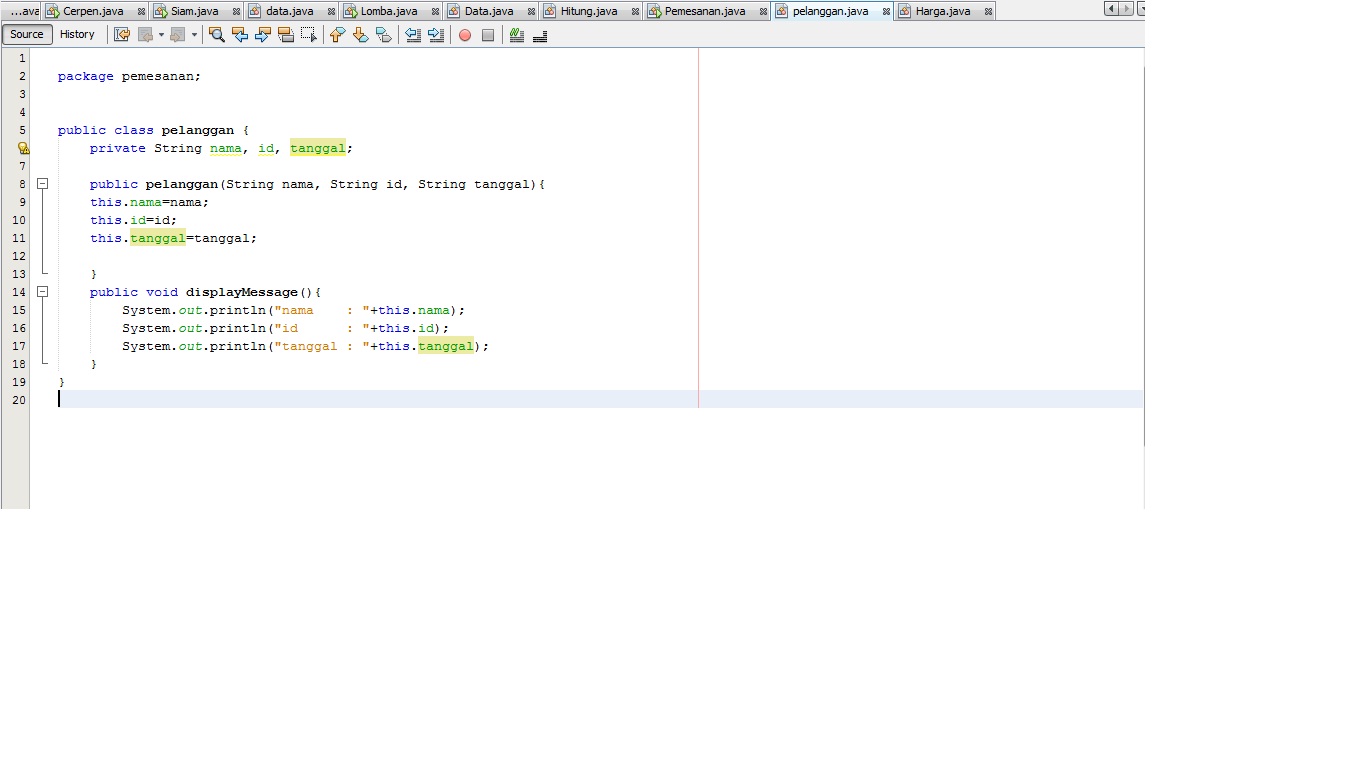 ...ava Cerpen.java Siam.java data.java Lomba.java Data.java Hitung.java Pemesanan.java pelanggan.java Harga.java
Source History
1
2 package pemesanan;
3
4
5 public class pelanggan {
private String nama, id, tanggal;
7
8 public pelanggan(String nama, String id, String tanggal){
9 this.nama=nama;
10 this.id=id;
11 this.tanggal=tanggal;
12
13 }
14 public void displayMessage(){
15 System.out.println("nama    : "+this.nama);
16 System.out.println("id      : "+this.id);
17 System.out.println("tanggal : "+this.tanggal);
18 }
19 }
20